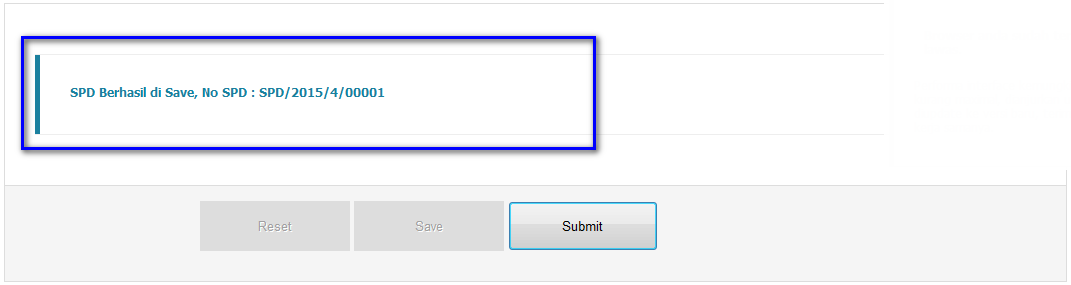 SPD Berhasil di Save, No SPD : SPD/2015/4/00001
Reset Save Submit